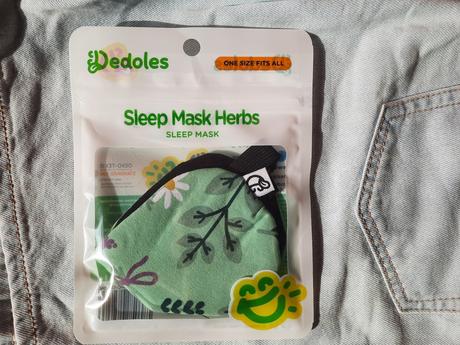 Dedoles
ONE SIZE FITS ALL
Sleep Mask Herbs
SLEEP MASK